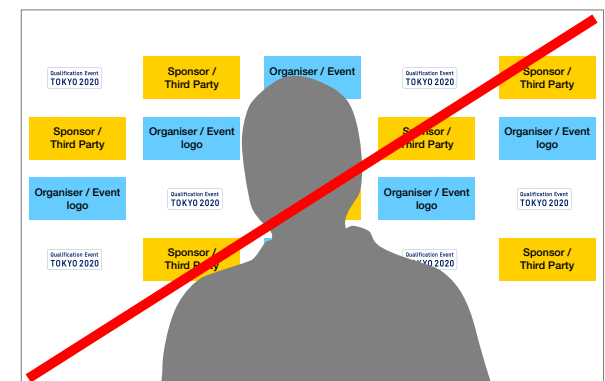 Qualification Event
TOKYO 2020
Sponsor /
Third Party
Organiser / Event
Qualification Event
TOKYO 2020
Sponsor /
Third Party
Sponsor /
Third Party
Organiser / Event
logo
Sponsor /
Third Party
Organiser / Event
logo
Organiser / Event
logo
Qualification Event
TOKYO 2020
Organiser / Event
logo
Qualification Event
TOKYO 2020
Qualification Event
TOKYO 2020
Sponsor /
Third Party
Qualification Event
2020
Sponsor /
Third Party